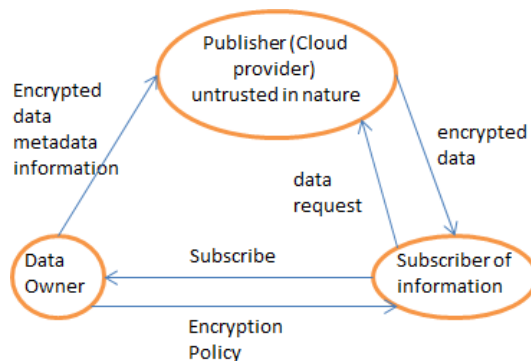 Publisher (Cloud
provider)
untrusted in nature
Encrypted
data
metadata
information
encrypted
data
data
request
Data
Owner
Subscribe
Subscriber of
information
Encryption
Policy